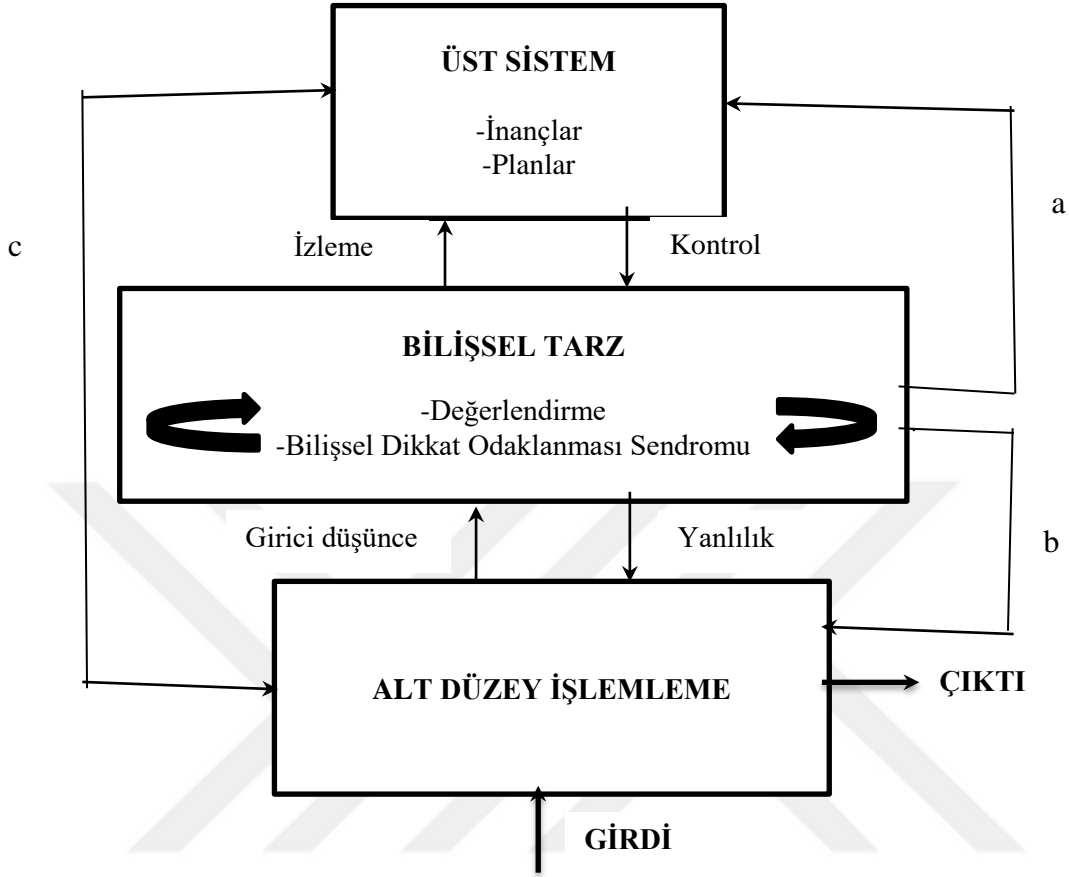 ÜST SİSTEM
-İnançlar
-Planlar
a
c
İzleme
Kontrol
BİLİŞSEL TARZ
-Değerlendirme
-Bilişsel Dikkat Odaklanması Sendromu
Girici düşünce
Yanlılık
b
ALT DÜZEY İŞLEMLEME
ÇIKTI
GİRDİ